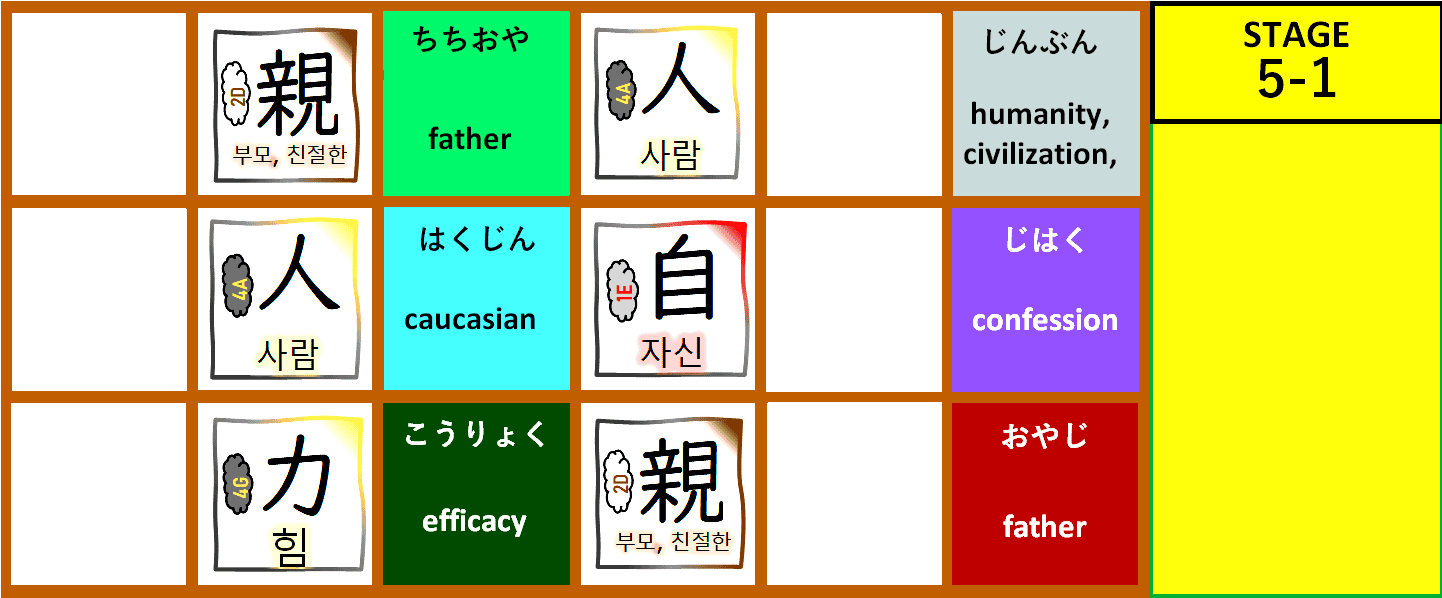 2D
親
부모, 친절한
ちちおや
father
4A
人
사람
じんぶん
humanity,
civilization,
STAGE
5-1
4A
人
사람
はくじん
caucasian
1E
自
자신
じはく
confession
4G
力
힘
こうりょく
efficacy
2D
親
부모, 친절한
おやじ
father